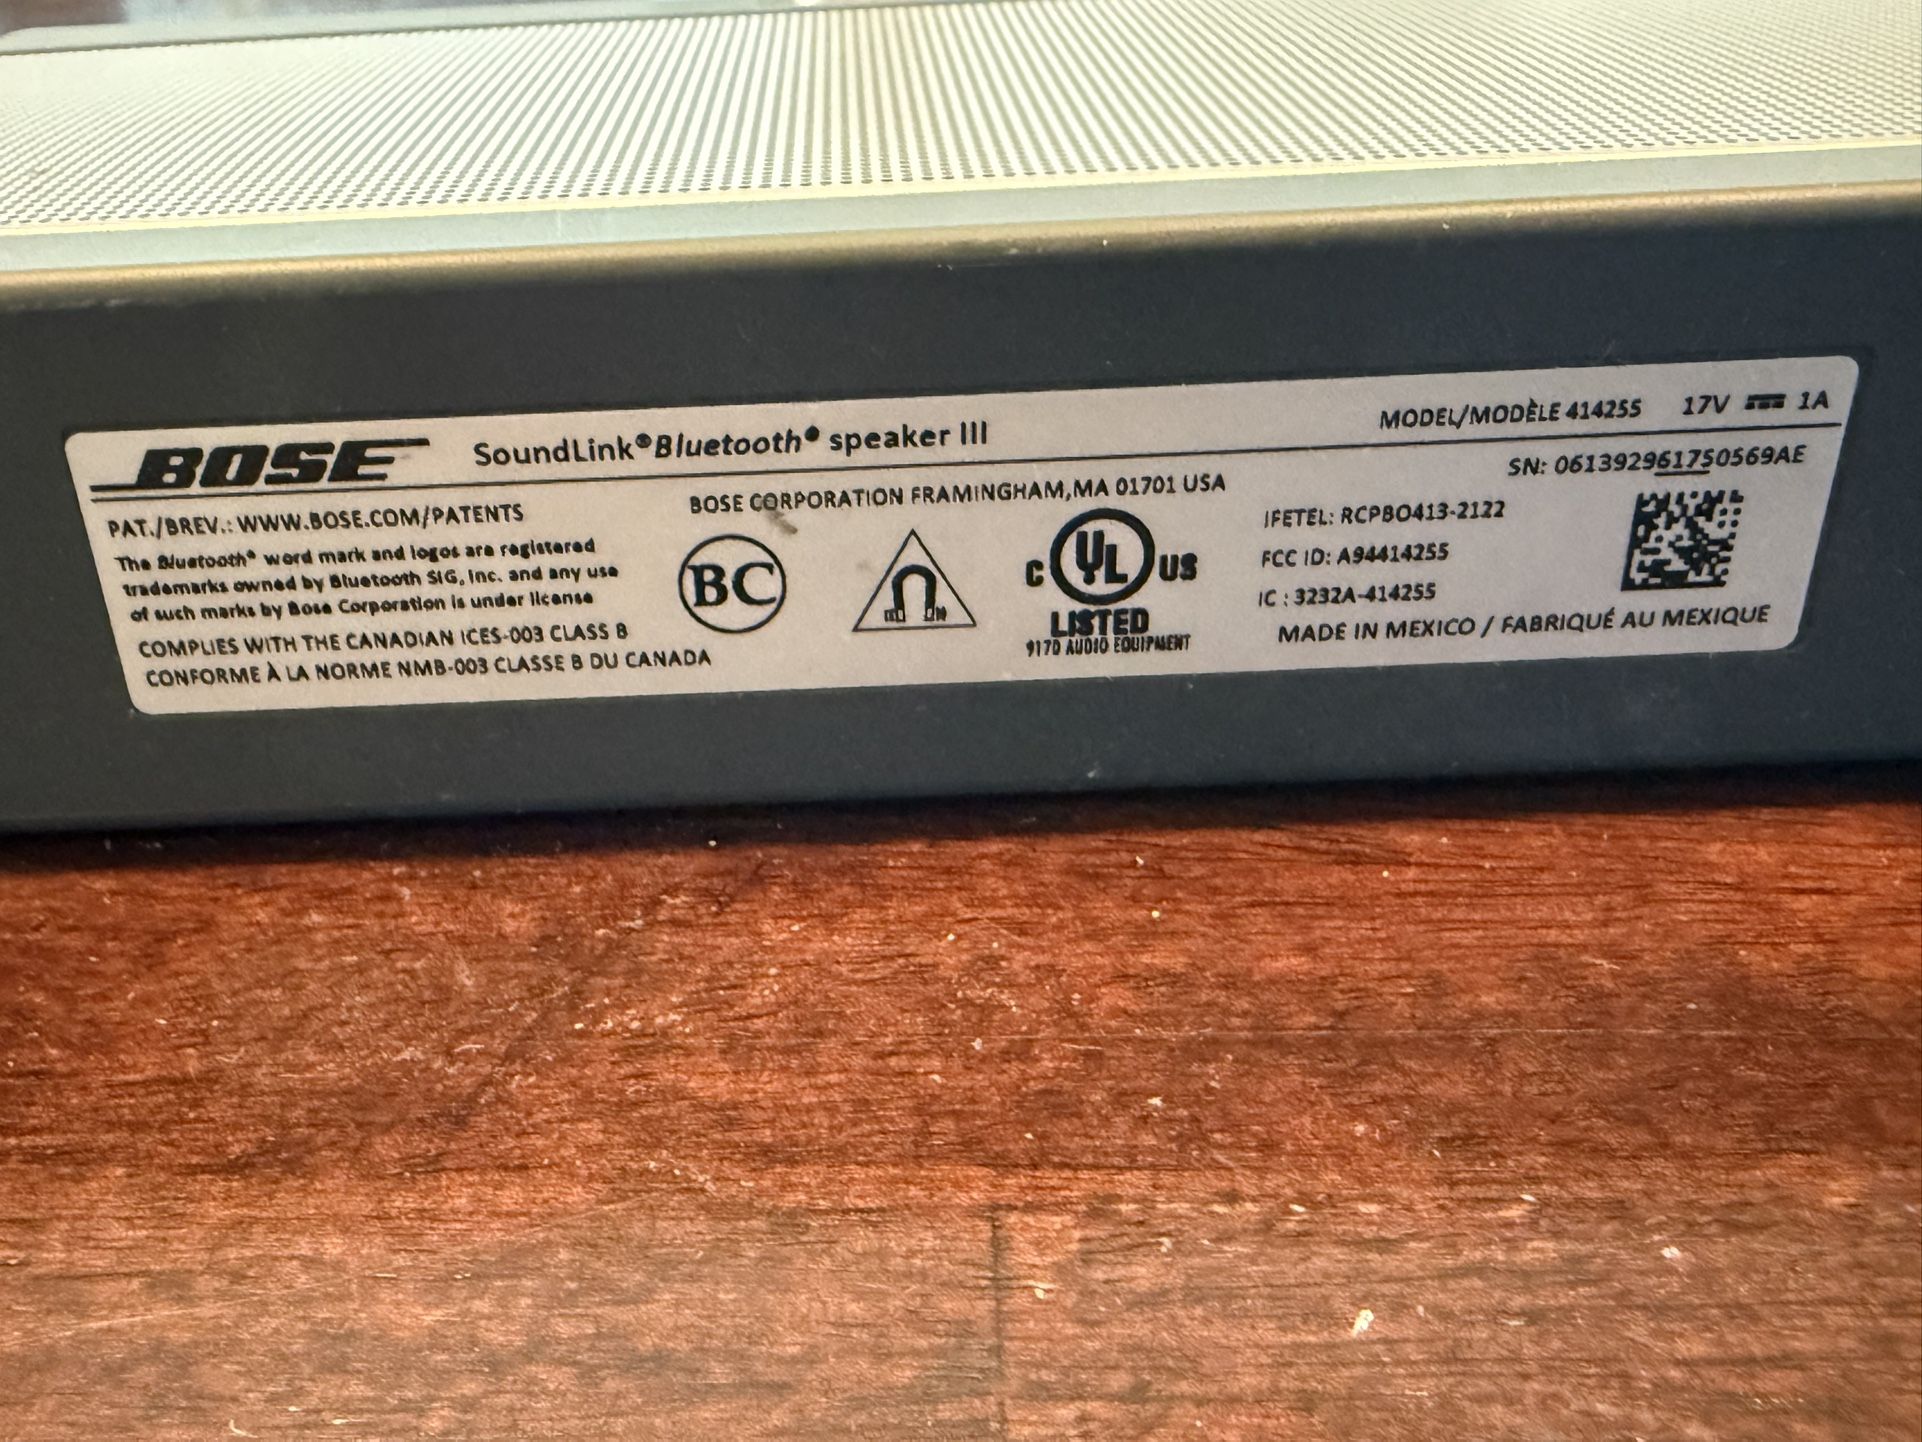 BOSE SoundLink® Bluetooth® speaker III MODEL/MODÈLE 414255 17V ⎓ 1A
SN: 061392961750569AE
PAT./BREV.: WWW.BOSE.COM/PATENTS
The Bluetooth® word mark and logos are registered
trademarks owned by Bluetooth SIG, Inc. and any use
of such marks by Bose Corporation is under license
COMPLIES WITH THE CANADIAN ICES-003 CLASS B
CONFORME À LA NORME NMB-003 CLASSE B DU CANADA
BOSE CORPORATION FRAMINGHAM,MA 01701 USA
BC
C UL US
LISTED
917D AUDIO EQUIPMENT
IFETEL: RCPBO413-2122
FCC ID: A94414255
IC : 3232A-414255
MADE IN MEXICO / FABRIQUÉ AU MEXIQUE